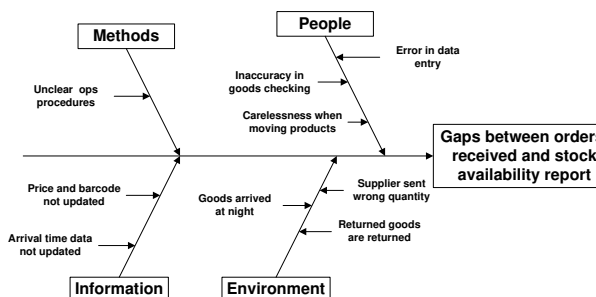 Methods
People
Unclear ops
procedures
Error in data
entry
Inaccuracy in
goods checking
Carelessness when
moving products
Gaps between orders
received and stock
availability report
Price and barcode
not updated
Arrival time data
not updated
Goods arrived
at night
Supplier sent
wrong quantity
Returned goods
are returned
Information
Environment